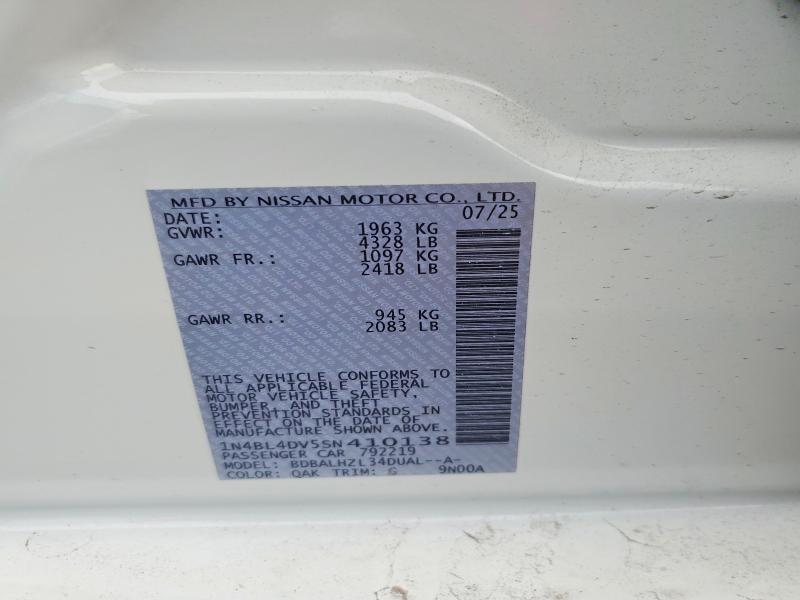 MFD BY NISSAN MOTOR CO., LTD.
DATE: 07/25
GVWR: 1963 KG
4328 LB
GAWR FR.: 1097 KG
2418 LB
GAWR RR.: 945 KG
2083 LB
THIS VEHICLE CONFORMS TO
ALL APPLICABLE FEDERAL
MOTOR VEHICLE SAFETY,
BUMPER, AND THEFT
PREVENTION STANDARDS IN
EFFECT ON THE DATE OF
MANUFACTURE SHOWN ABOVE.
1N4BL4DV5SN410138
PASSENGER CAR 792219
MODEL: BDBALHZL34DUAL--A-
COLOR: QAK TRIM: G 9N00A